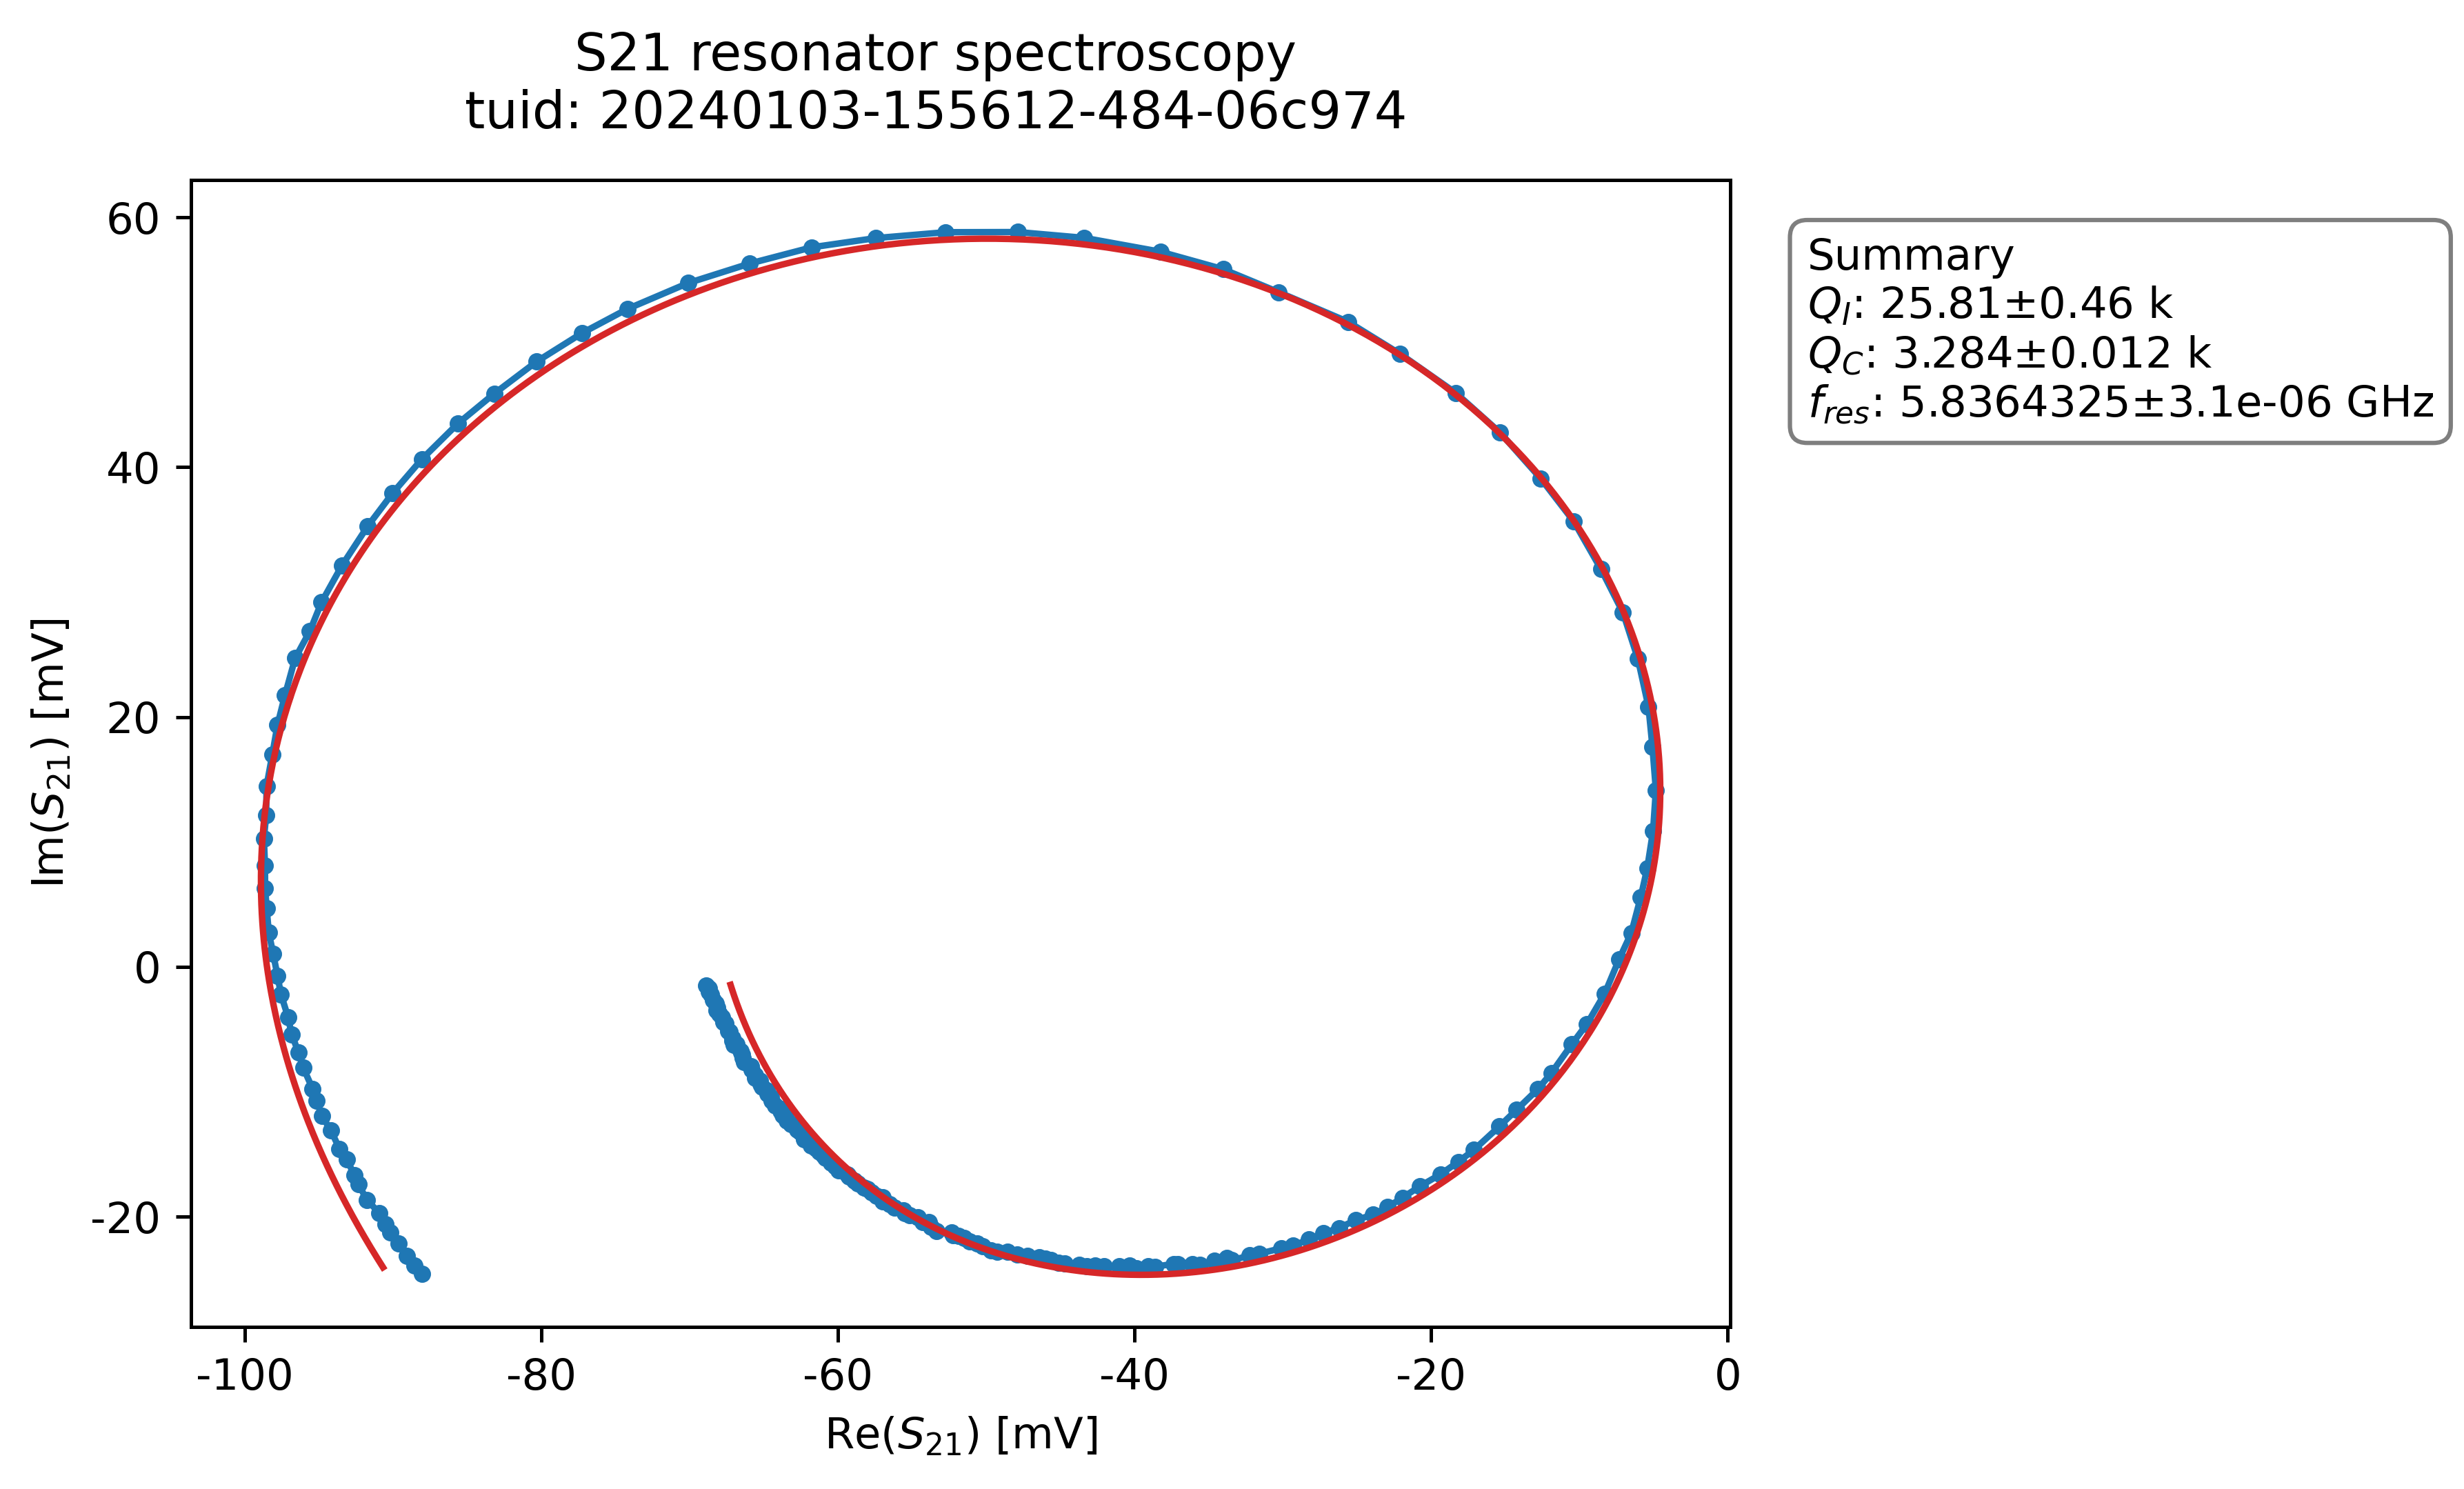 S21 resonator spectroscopy
tuid: 20240103-155612-484-06c974
60
40
20
0
-20
Im(S21) [mV]
-100
-80
-60
-40
-20
0
Re(S21) [mV]
Summary
QI: 25.81±0.46 k
QC: 3.284±0.012 k
fres: 5.8364325±3.1e-06 GHz